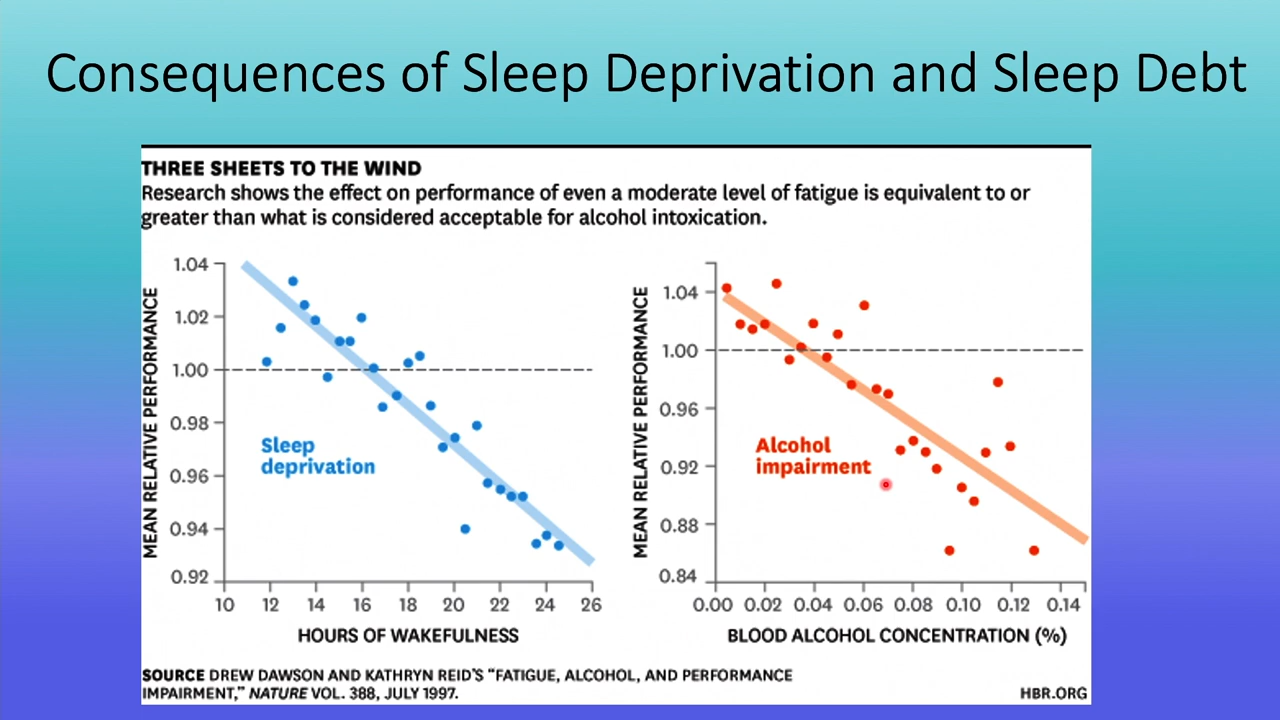 Consequences of Sleep Deprivation and Sleep Debt
THREE SHEETS TO THE WIND
Research shows the effect on performance of even a moderate level of fatigue is equivalent to or
greater than what is considered acceptable for alcohol intoxication.
MEAN RELATIVE PERFORMANCE
1.04
1.02
1.00
0.98
0.96
0.94
0.92
Sleep
deprivation
10 12 14 16 18 20 22 24 26
HOURS OF WAKEFULNESS
MEAN RELATIVE PERFORMANCE
1.04
1.00
0.96
0.92
0.88
0.84
Alcohol
impairment
0.00 0.02 0.04 0.06 0.08 0.10 0.12 0.14
BLOOD ALCOHOL CONCENTRATION (%)
SOURCE DREW DAWSON AND KATHRYN REID'S “FATIGUE, ALCOHOL, AND PERFORMANCE
IMPAIRMENT,” NATURE VOL. 388, JULY 1997.
HBR.ORG